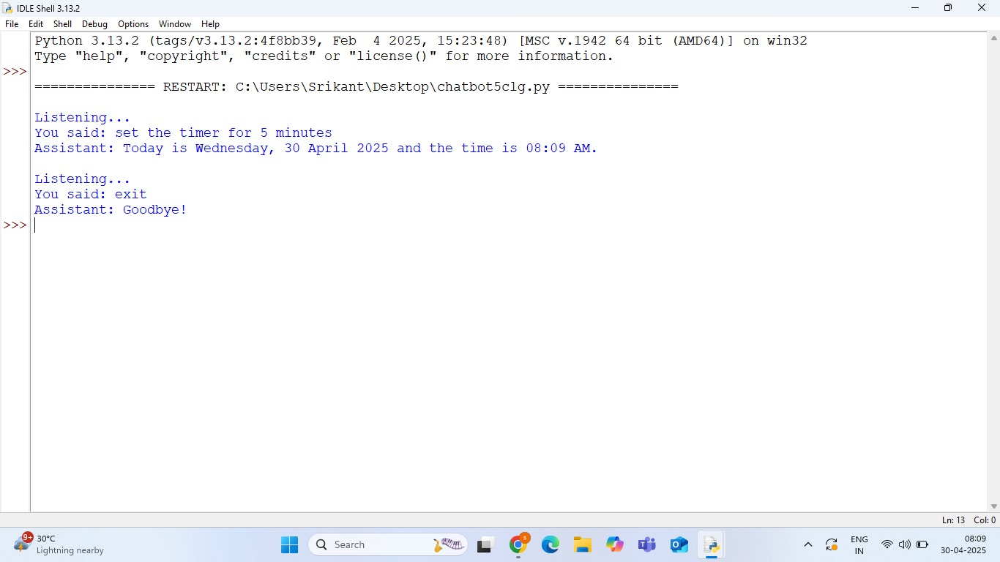 IDLE Shell 3.13.2
File Edit Shell Debug Options Window Help
Python 3.13.2 (tags/v3.13.2:4f8bb39, Feb  4 2025, 15:23:48) [MSC v.1942 64 bit (AMD64)] on win32
Type "help", "copyright", "credits" or "license()" for more information.
>>>
=============== RESTART: C:\Users\Srikant\Desktop\chatbot5clg.py ===============
Listening...
You said: set the timer for 5 minutes
Assistant: Today is Wednesday, 30 April 2025 and the time is 08:09 AM.
Listening...
You said: exit
Assistant: Goodbye!
>>>
Ln: 13 Col: 0
9+ 30°C
Lightning nearby
Search
S
ENG
IN
08:09
30-04-2025